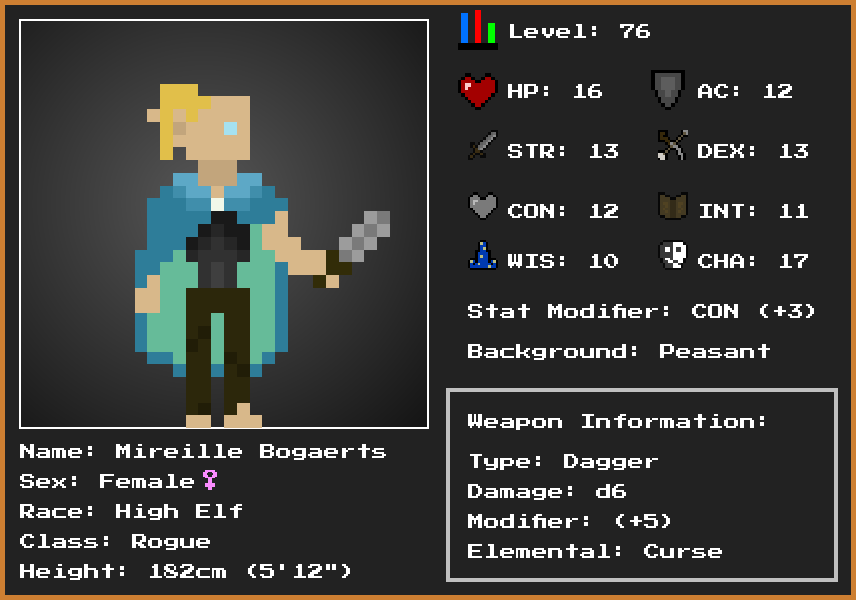 Level: 76
HP: 16 AC: 12
STR: 13 DEX: 13
CON: 12 INT: 11
WIS: 10 CHA: 17
Stat Modifier: CON (+3)
Background: Peasant
Weapon Information:
Type: Dagger
Damage: d6
Modifier: (+5)
Elemental: Curse
Name: Mireille Bogaerts
Sex: Female♀
Race: High Elf
Class: Rogue
Height: 182cm (5'12")